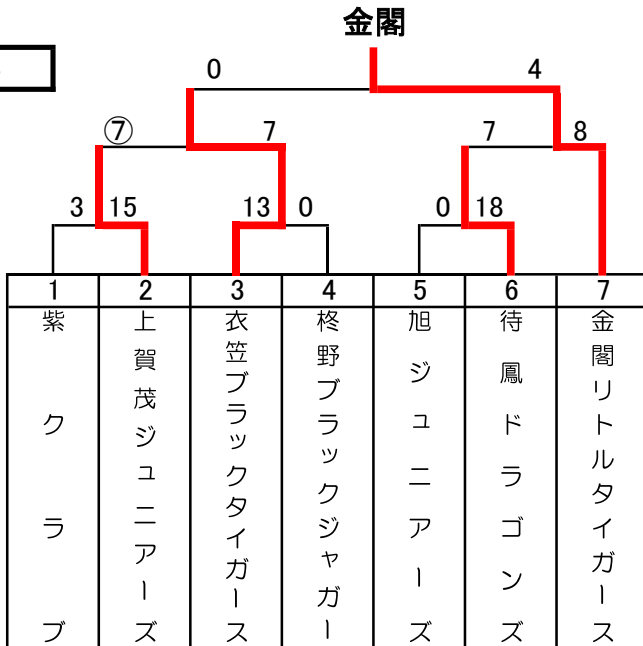 金閣
0 4
⑦ 7 7 8
3 15 13 0 0 18
1 2 3 4 5 6 7
紫クラブ
上賀茂ジュニアーズ
衣笠ブラックタイガース
柊野ブラックジャガー
旭ジュニアーズ
待鳳ドラゴンズ
金閣リトルタイガース